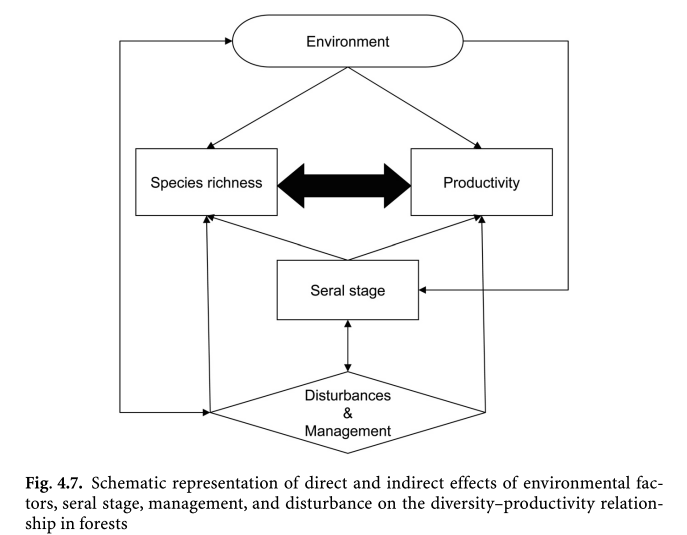 Environment
Species richness
Productivity
Seral stage
Disturbances
&
Management
Fig. 4.7. Schematic representation of direct and indirect effects of environmental fac-
tors, seral stage, management, and disturbance on the diversity–productivity relation-
ship in forests